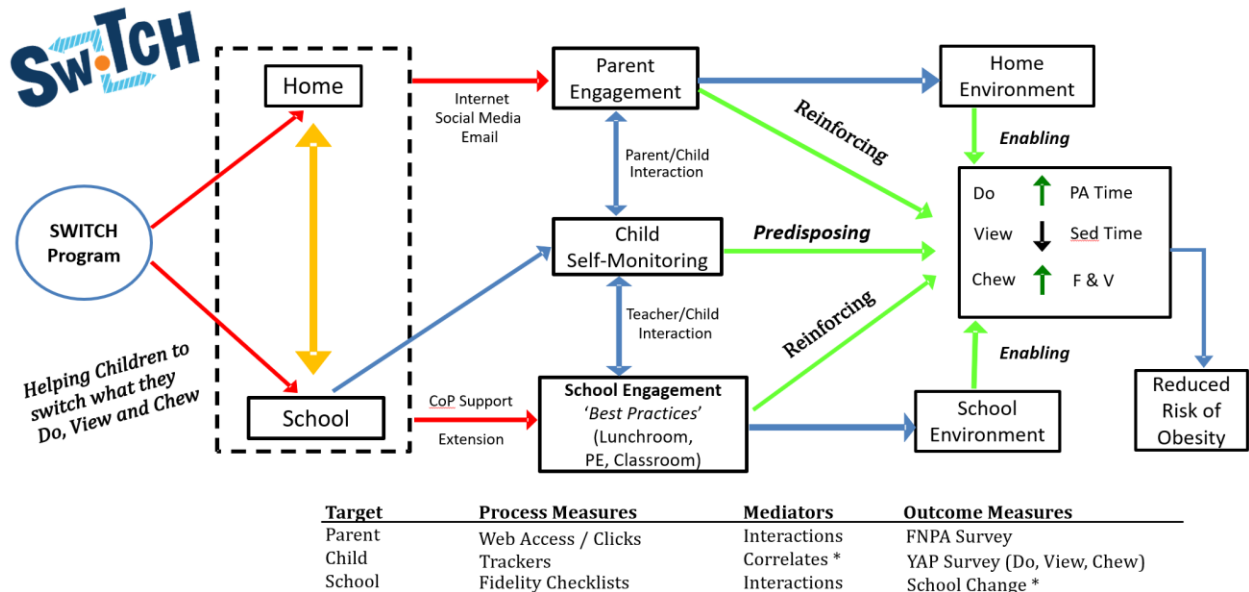 SWiTCH
Home
Internet
Social Media
Email
Parent
Engagement
Home
Environment
Reinforcing
Enabling
Parent/Child
Interaction
Do PA Time
View Sed Time
Chew F & V
SWITCH
Program
Child
Self-Monitoring
Predisposing
Teacher/Child
Interaction
Reinforcing
Enabling
Helping Children to
switch what they
Do, View and Chew
School
CoP Support
Extension
School Engagement
‘Best Practices’
(Lunchroom,
PE, Classroom)
School
Environment
Reduced
Risk of
Obesity
Target Process Measures Mediators Outcome Measures
Parent Web Access / Clicks Interactions FNPA Survey
Child Trackers Correlates * YAP Survey (Do, View, Chew)
School Fidelity Checklists Interactions School Change *